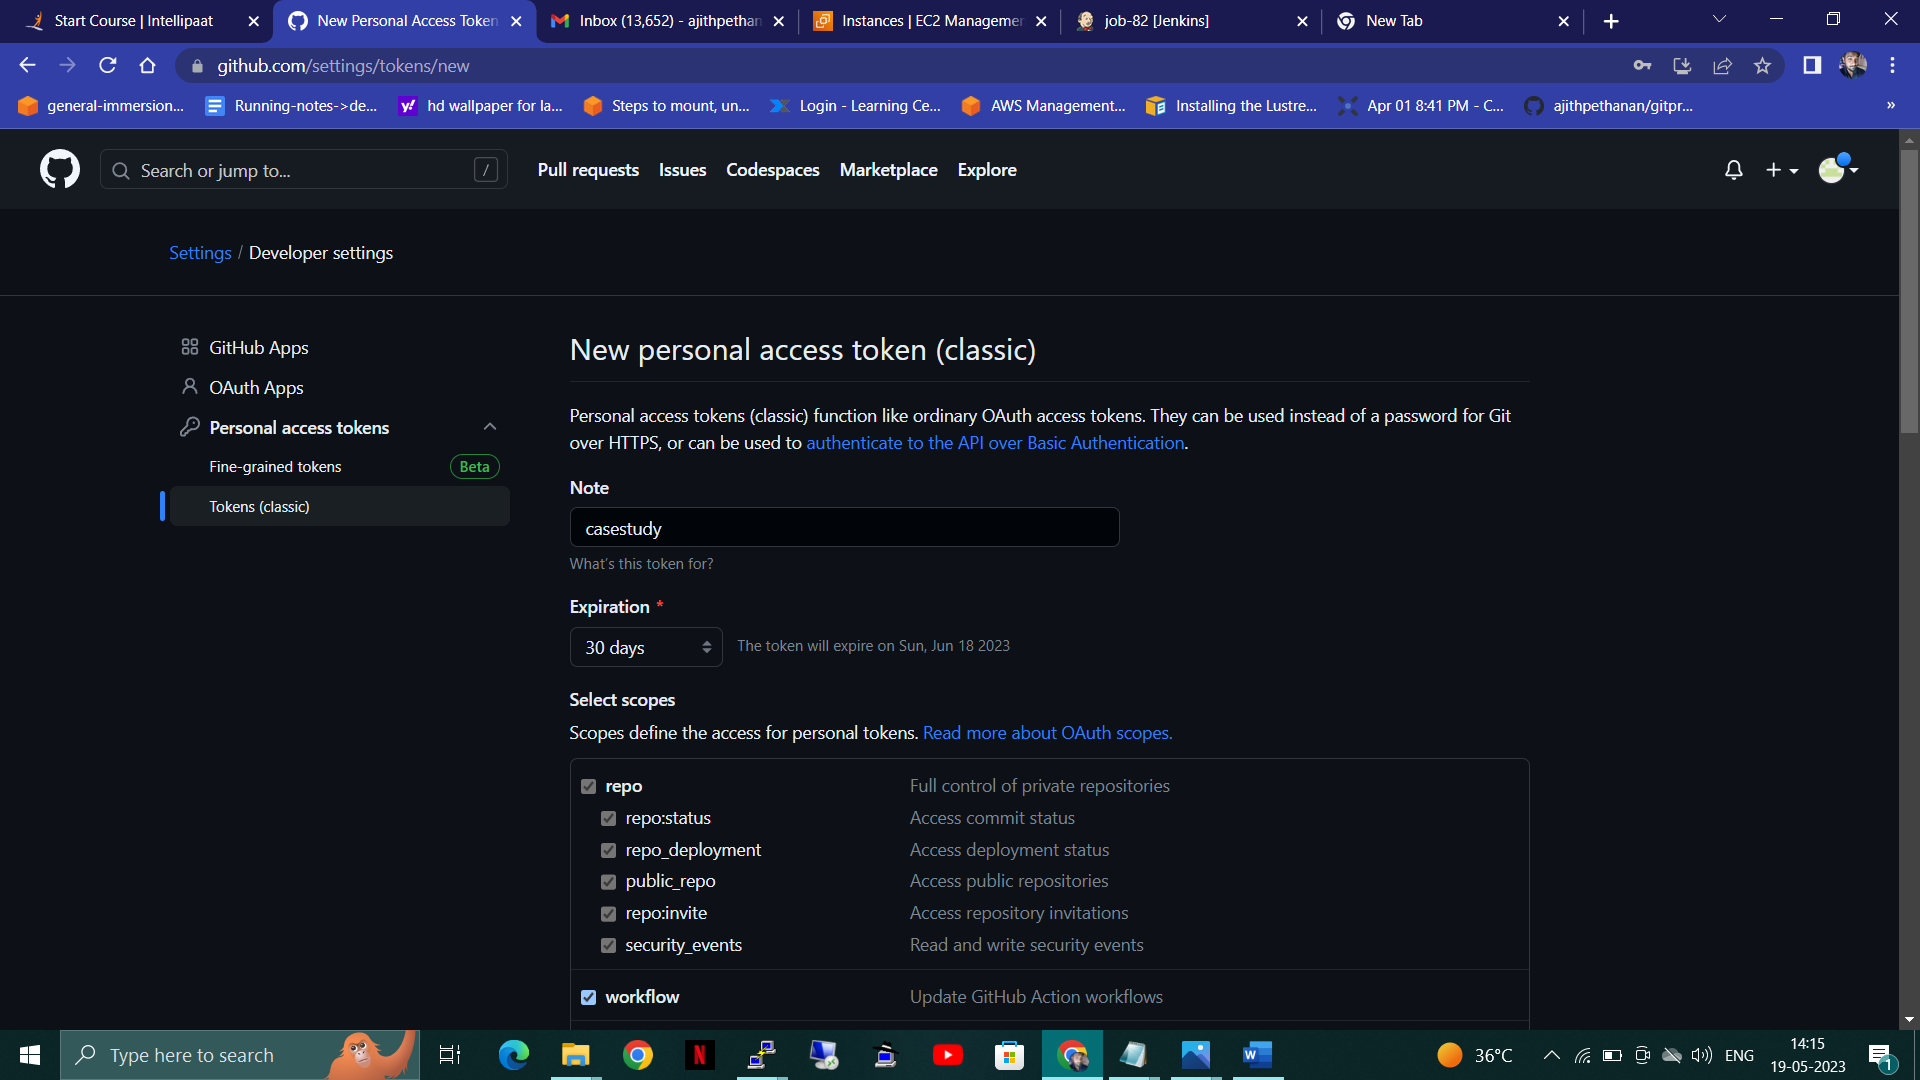 Start Course | Intellipaat
New Personal Access Token
Inbox (13,652) - ajithpethan
Instances | EC2 Managemen
job-82 [Jenkins]
New Tab
github.com/settings/tokens/new
general-immersion...
Running-notes->de...
hd wallpaper for la...
Steps to mount, un...
Login - Learning Ce...
AWS Management...
Installing the Lustre...
Apr 01 8:41 PM - C...
ajithpethanan/gitpr...
»
Search or jump to...
/
Pull requests
Issues
Codespaces
Marketplace
Explore
Settings / Developer settings
GitHub Apps
OAuth Apps
Personal access tokens
Fine-grained tokens
Beta
Tokens (classic)
New personal access token (classic)
Personal access tokens (classic) function like ordinary OAuth access tokens. They can be used instead of a password for Git
over HTTPS, or can be used to authenticate to the API over Basic Authentication.
Note
casestudy
What's this token for?
Expiration *
30 days
The token will expire on Sun, Jun 18 2023
Select scopes
Scopes define the access for personal tokens. Read more about OAuth scopes.
repo
Full control of private repositories
repo:status
Access commit status
repo_deployment
Access deployment status
public_repo
Access public repositories
repo:invite
Access repository invitations
security_events
Read and write security events
workflow
Update GitHub Action workflows
Type here to search
36°C
ENG
14:15
19-05-2023
1